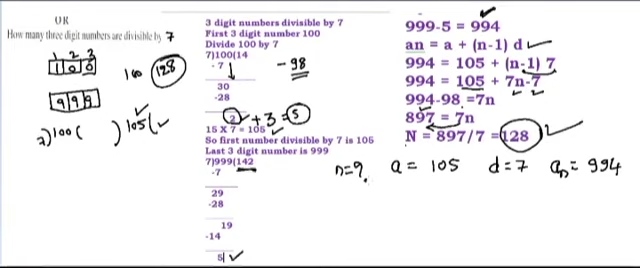 OR
How many three digit numbers are divisible by 7
1 2 3
1 0 0
100 128
9 9 9
7) 100 ( ) 105 (
3 digit numbers divisible by 7
First 3 digit number 100
Divide 100 by 7
7)100(14
-7
- 98
30
-28
2 + 3 = 5
15 X 7 = 105
So first number divisible by 7 is 105
Last 3 digit number is 999
7)999(142
-7
29
-28
19
-14
5
999-5 = 994
an = a + (n-1) d
994 = 105 + (n-1) 7
994 = 105 + 7n-7
994-98 =7n
897 = 7n
N = 897/7 =128
n=? a = 105 d=7 an= 994